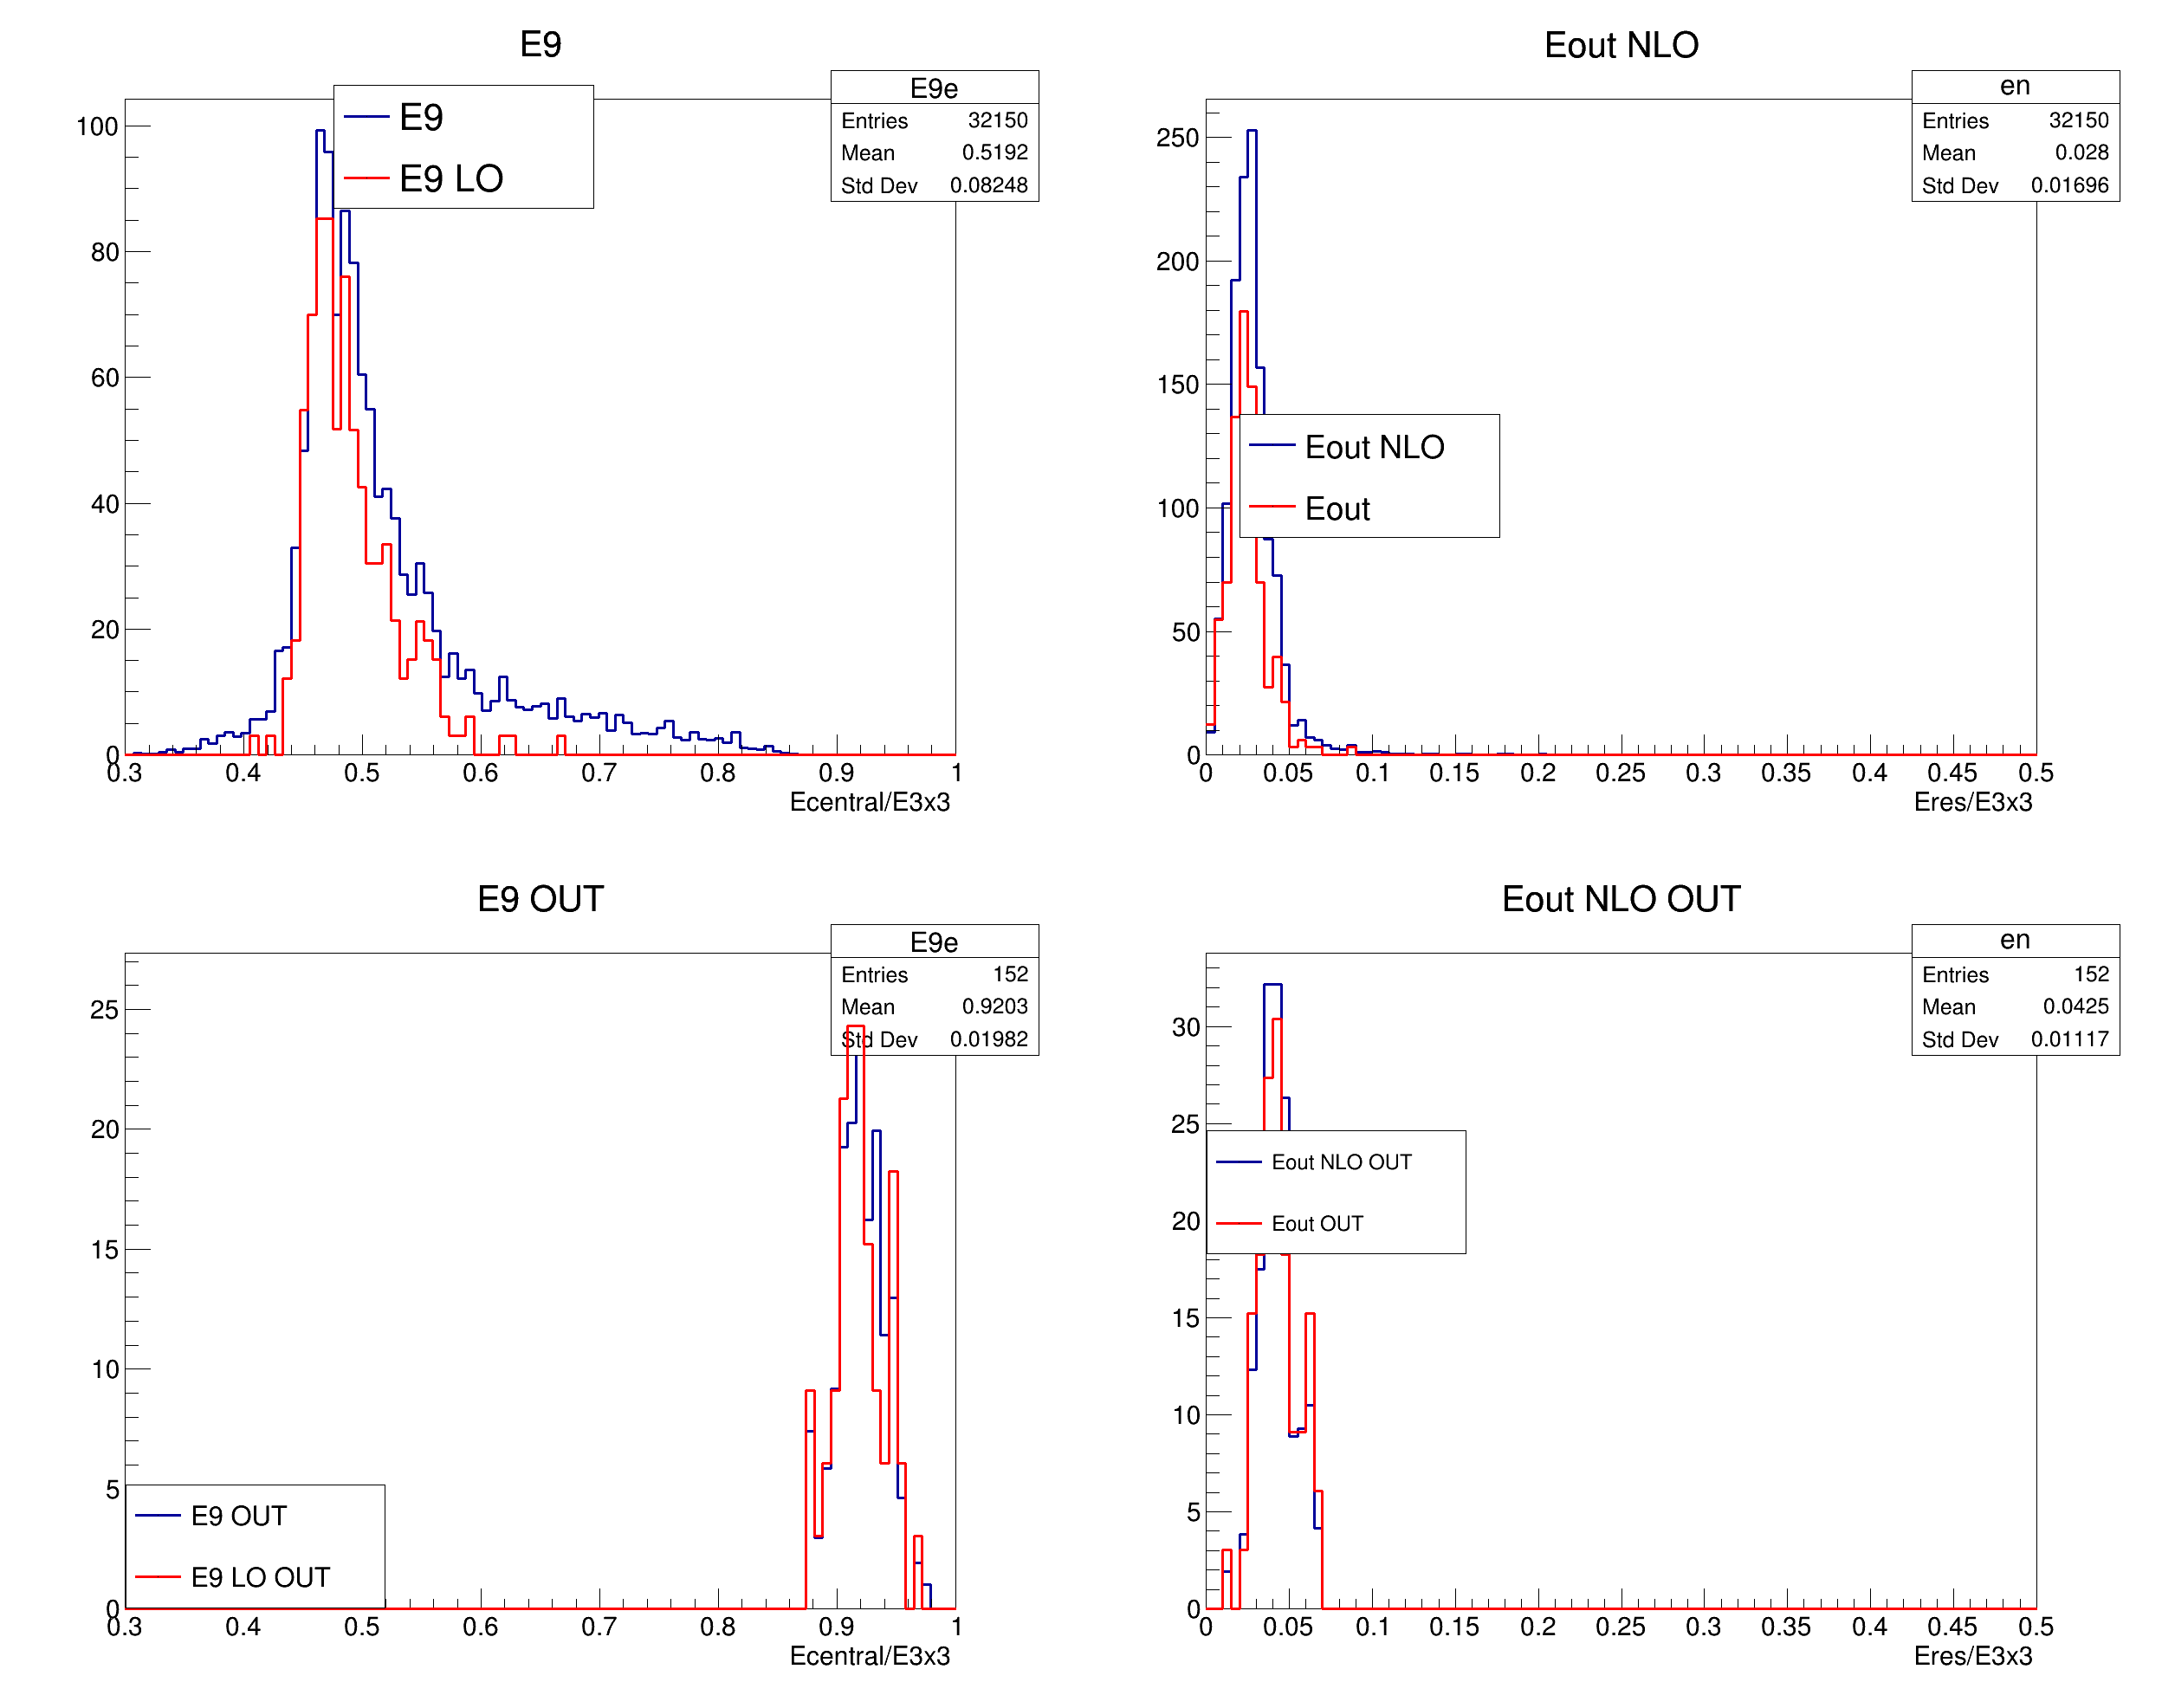 E9
E9
E9 LO
E9e
Entries 32150
Mean 0.5192
Std Dev 0.08248
100
80
60
40
20
0
0.3 0.4 0.5 0.6 0.7 0.8 0.9 1
Ecentral/E3x3
Eout NLO
en
Entries 32150
Mean 0.028
Std Dev 0.01696
250
200
150
100
50
0
Eout NLO
Eout
0 0.05 0.1 0.15 0.2 0.25 0.3 0.35 0.4 0.45 0.5
Eres/E3x3
E9 OUT
E9e
Entries 152
Mean 0.9203
Std Dev 0.01982
25
20
15
10
5
0
E9 OUT
E9 LO OUT
0.3 0.4 0.5 0.6 0.7 0.8 0.9 1
Ecentral/E3x3
Eout NLO OUT
en
Entries 152
Mean 0.0425
Std Dev 0.01117
30
25
20
15
10
5
0
Eout NLO OUT
Eout OUT
0 0.05 0.1 0.15 0.2 0.25 0.3 0.35 0.4 0.45 0.5
Eres/E3x3